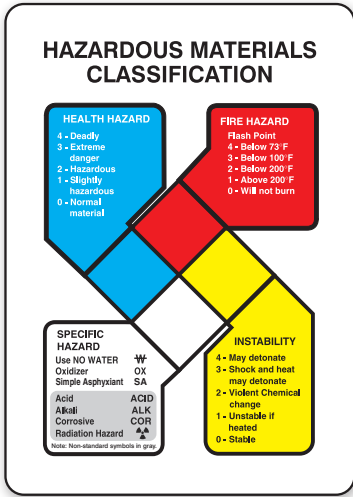 HAZARDOUS MATERIALS
CLASSIFICATION
HEALTH HAZARD
4 - Deadly
3 - Extreme
danger
2 - Hazardous
1 - Slightly
hazardous
0 - Normal
material
FIRE HAZARD
Flash Point
4 - Below 73°F
3 - Below 100°F
2 - Below 200°F
1 - Above 200°F
0 - Will not burn
SPECIFIC
HAZARD
Use NO WATER W
Oxidizer OX
Simple Asphyxiant SA
Acid ACID
Alkali ALK
Corrosive COR
Radiation Hazard
Note: Non-standard symbols in gray.
INSTABILITY
4 - May detonate
3 - Shock and heat
may detonate
2 - Violent Chemical
change
1 - Unstable if
heated
0 - Stable